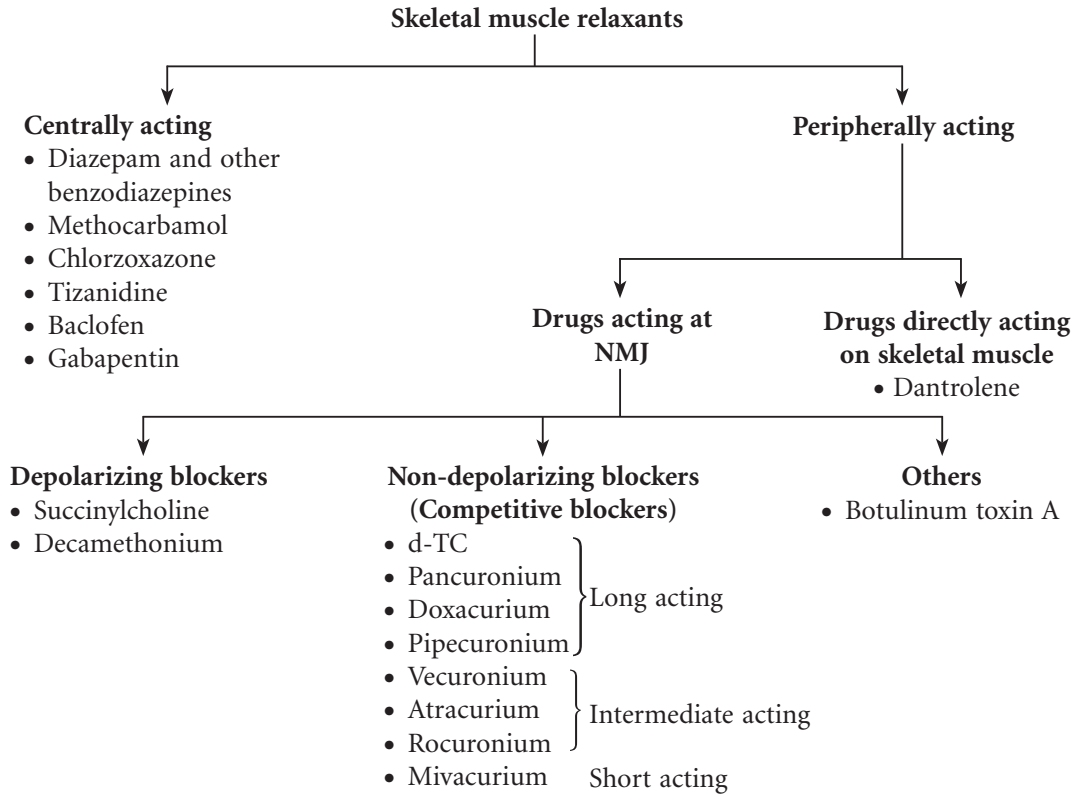 Skeletal muscle relaxants
Centrally acting
• Diazepam and other
benzodiazepines
• Methocarbamol
• Chlorzoxazone
• Tizanidine
• Baclofen
• Gabapentin
Peripherally acting
Drugs acting at
NMJ
Drugs directly acting
on skeletal muscle
• Dantrolene
Depolarizing blockers
• Succinylcholine
• Decamethonium
Non-depolarizing blockers
(Competitive blockers)
• d-TC
• Pancuronium
• Doxacurium
• Pipecuronium
Long acting
• Vecuronium
• Atracurium
• Rocuronium
Intermediate acting
• Mivacurium Short acting
Others
• Botulinum toxin A